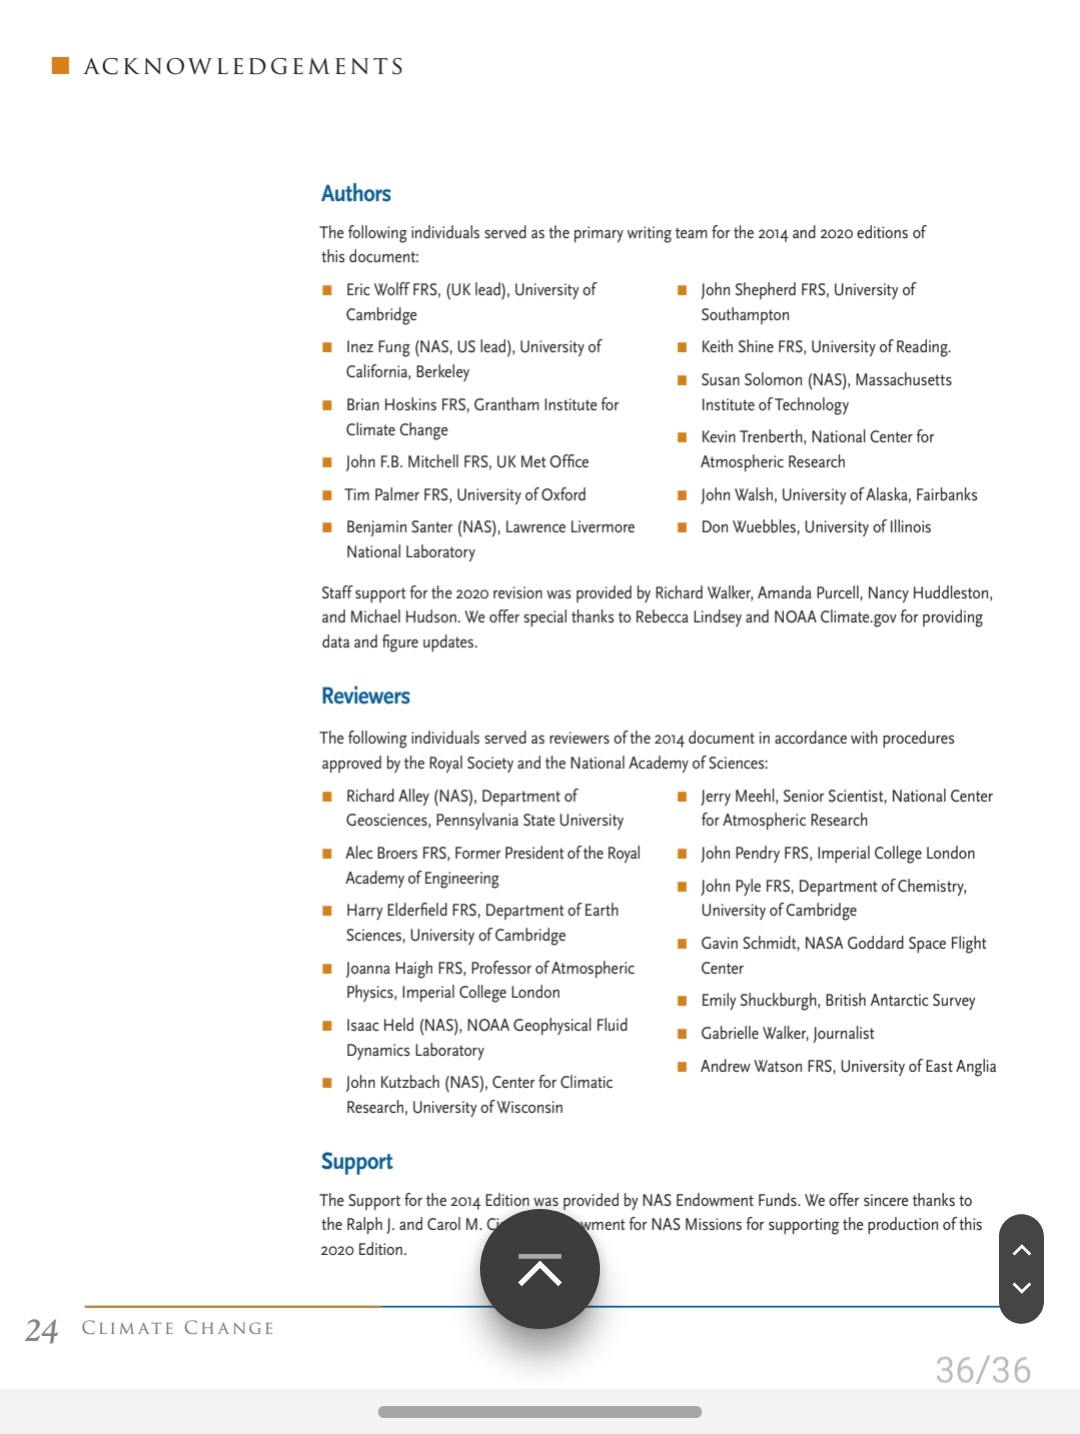 ACKNOWLEDGEMENTS
Authors
The following individuals served as the primary writing team for the 2014 and 2020 editions of
this document:
Eric Wolff FRS, (UK lead), University of
Cambridge
Inez Fung (NAS, US lead), University of
California, Berkeley
Brian Hoskins FRS, Grantham Institute for
Climate Change
John F.B. Mitchell FRS, UK Met Office
Tim Palmer FRS, University of Oxford
Benjamin Santer (NAS), Lawrence Livermore
National Laboratory
John Shepherd FRS, University of
Southampton
Keith Shine FRS, University of Reading.
Susan Solomon (NAS), Massachusetts
Institute of Technology
Kevin Trenberth, National Center for
Atmospheric Research
John Walsh, University of Alaska, Fairbanks
Don Wuebbles, University of Illinois
Staff support for the 2020 revision was provided by Richard Walker, Amanda Purcell, Nancy Huddleston,
and Michael Hudson. We offer special thanks to Rebecca Lindsey and NOAA Climate.gov for providing
data and figure updates.
Reviewers
The following individuals served as reviewers of the 2014 document in accordance with procedures
approved by the Royal Society and the National Academy of Sciences:
Richard Alley (NAS), Department of
Geosciences, Pennsylvania State University
Alec Broers FRS, Former President of the Royal
Academy of Engineering
Harry Elderfield FRS, Department of Earth
Sciences, University of Cambridge
Joanna Haigh FRS, Professor of Atmospheric
Physics, Imperial College London
Isaac Held (NAS), NOAA Geophysical Fluid
Dynamics Laboratory
John Kutzbach (NAS), Center for Climatic
Research, University of Wisconsin
Jerry Meehl, Senior Scientist, National Center
for Atmospheric Research
John Pendry FRS, Imperial College London
John Pyle FRS, Department of Chemistry,
University of Cambridge
Gavin Schmidt, NASA Goddard Space Flight
Center
Emily Shuckburgh, British Antarctic Survey
Gabrielle Walker, Journalist
Andrew Watson FRS, University of East Anglia
Support
The Support for the 2014 Edition was provided by NAS Endowment Funds. We offer sincere thanks to
the Ralph J. and Carol M. for NAS Missions for supporting the production of this
2020 Edition.
24 CLIMATE CHANGE
36/36